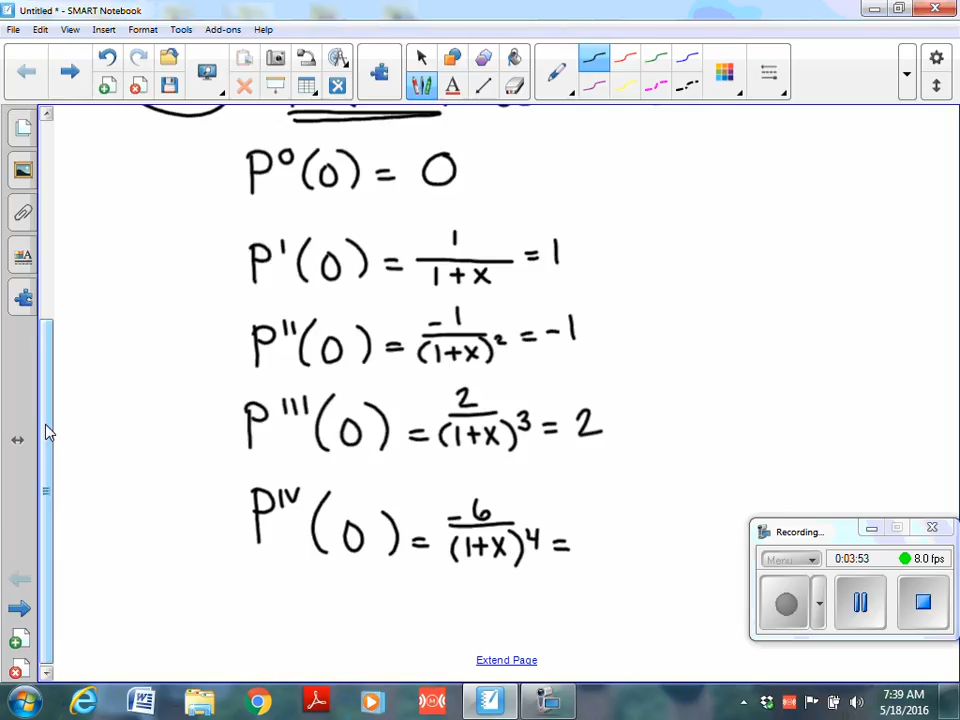 Untitled * - SMART Notebook
File Edit View Insert Format Tools Add-ons Help
P⁰(0) = 0
P'(0) = 1/(1+x) = 1
P''(0) = -1/(1+x)² = -1
P'''(0) = 2/(1+x)³ = 2
Pᴵⱽ(0) = -6/(1+x)⁴ =
Recording...
Menu
0:03:53
8.0 fps
Extend Page
7:39 AM
5/18/2016